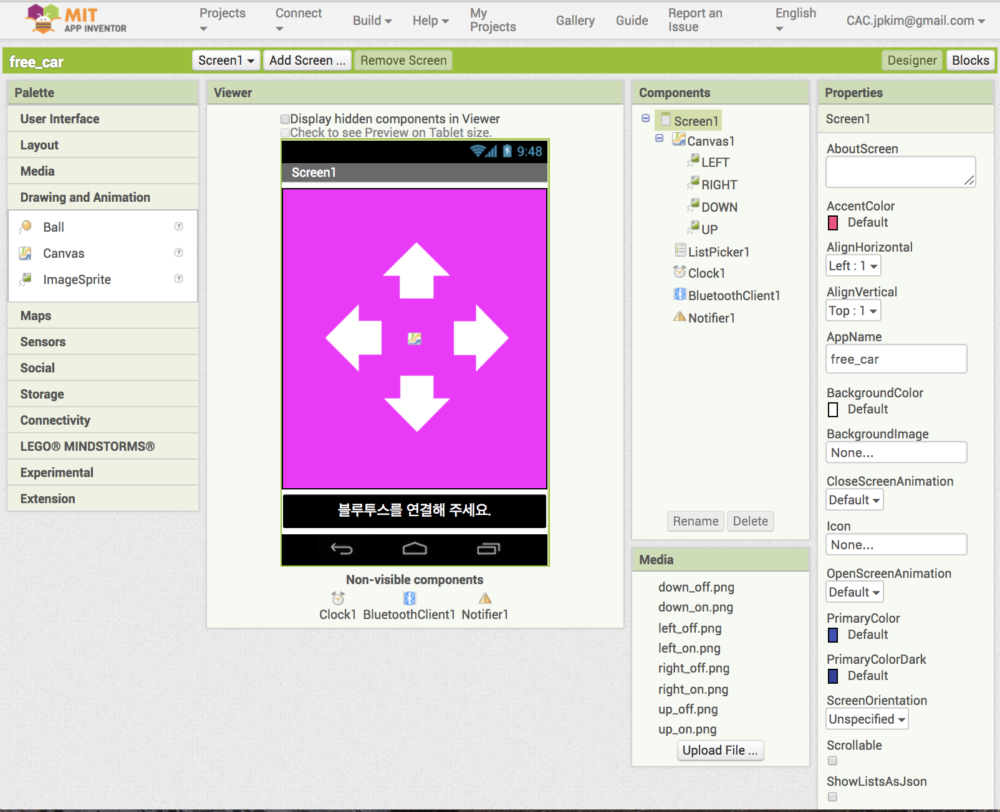 MIT
APP INVENTOR
Projects
Connect
Build
Help
My
Projects
Gallery
Guide
Report an
Issue
English
CAC.jpkim@gmail.com
free_car
Screen1
Add Screen ...
Remove Screen
Designer
Blocks
Palette
User Interface
Layout
Media
Drawing and Animation
Ball
?
Canvas
?
ImageSprite
?
Maps
Sensors
Social
Storage
Connectivity
LEGO® MINDSTORMS®
Experimental
Extension
Viewer
Display hidden components in Viewer
Check to see Preview on Tablet size.
9:48
Screen1
블루투스를 연결해 주세요.
Non-visible components
Clock1
BluetoothClient1
Notifier1
Components
Screen1
Canvas1
LEFT
RIGHT
DOWN
UP
ListPicker1
Clock1
BluetoothClient1
Notifier1
Rename
Delete
Media
down_off.png
down_on.png
left_off.png
left_on.png
right_off.png
right_on.png
up_off.png
up_on.png
Upload File ...
Properties
Screen1
AboutScreen
AccentColor
Default
AlignHorizontal
Left : 1
AlignVertical
Top : 1
AppName
free_car
BackgroundColor
Default
BackgroundImage
None...
CloseScreenAnimation
Default
Icon
None...
OpenScreenAnimation
Default
PrimaryColor
Default
PrimaryColorDark
Default
ScreenOrientation
Unspecified
Scrollable
ShowListsAsJson